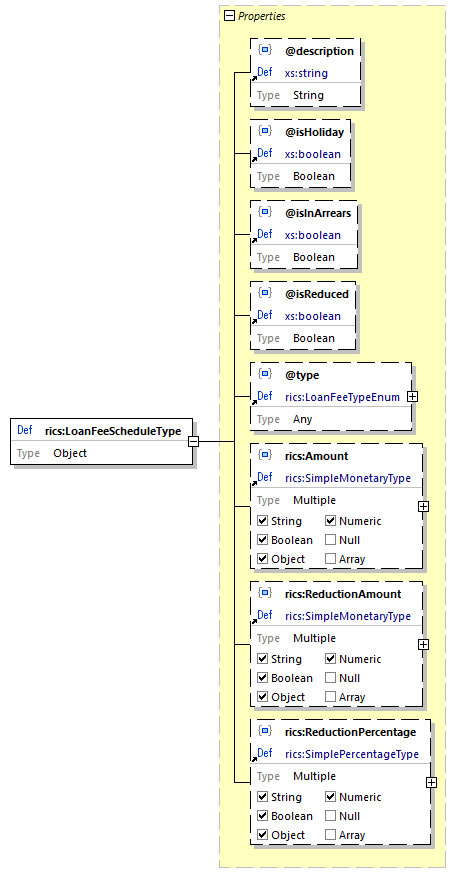 Properties
@description
Def xs:string
Type String
@isHoliday
Def xs:boolean
Type Boolean
@isInArrears
Def xs:boolean
Type Boolean
@isReduced
Def xs:boolean
Type Boolean
@type
Def rics:LoanFeeTypeEnum
Type Any
Def rics:LoanFeeScheduleType
Type Object
rics:Amount
Def rics:SimpleMonetaryType
Type Multiple
String Numeric
Boolean Null
Object Array
rics:ReductionAmount
Def rics:SimpleMonetaryType
Type Multiple
String Numeric
Boolean Null
Object Array
rics:ReductionPercentage
Def rics:SimplePercentageType
Type Multiple
String Numeric
Boolean Null
Object Array